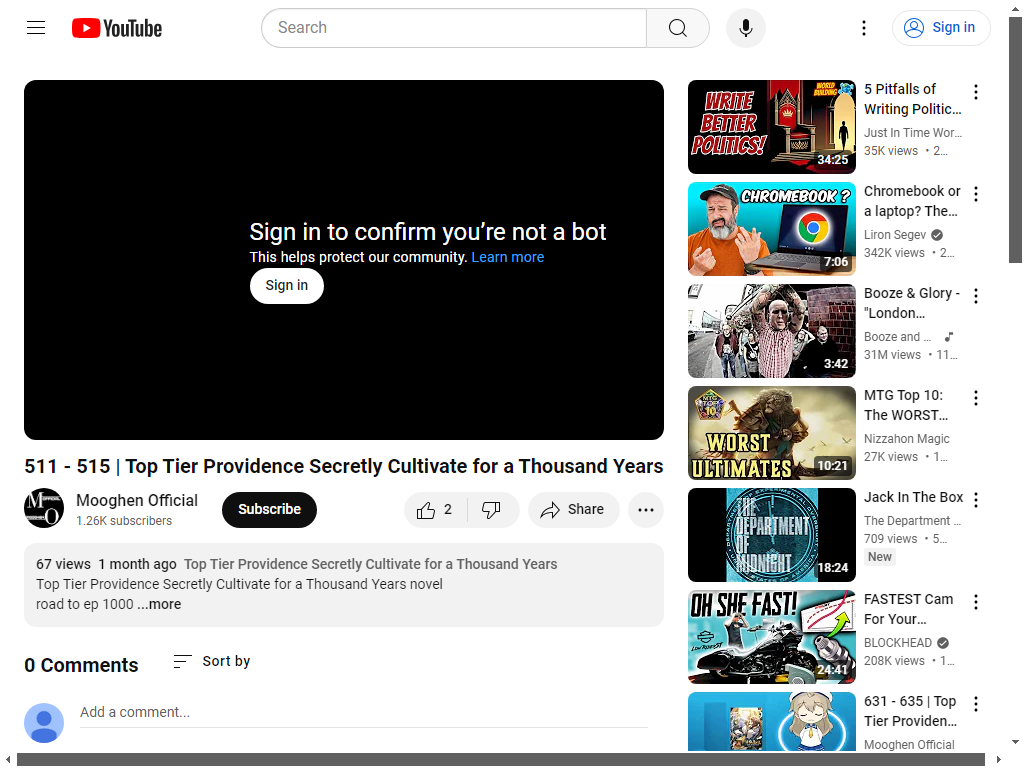 YouTube
Search
Sign in
Sign in to confirm you’re not a bot
This helps protect our community. Learn more
Sign in
511 - 515 | Top Tier Providence Secretly Cultivate for a Thousand Years
Mooghen Official
1.26K subscribers
Subscribe
2
Share
67 views 1 month ago Top Tier Providence Secretly Cultivate for a Thousand Years
Top Tier Providence Secretly Cultivate for a Thousand Years novel
road to ep 1000 ...more
0 Comments
Sort by
Add a comment...
WRITE
BETTER
POLITICS!
WORLD
BUILDING
34:25
5 Pitfalls of
Writing Politic...
Just In Time Wor...
35K views • 2...
CHROMEBOOK ?
7:06
Chromebook or
a laptop? The...
Liron Segev
342K views • 2...
3:42
Booze & Glory -
"London...
Booze and ...
31M views • 11...
MTG
TOP
10
WORST
ULTIMATES
10:21
MTG Top 10:
The WORST...
Nizzahon Magic
27K views • 1...
THE
DEPARTMENT
OF
MIDNIGHT
18:24
Jack In The Box
The Department ...
709 views • 5...
New
OH SHE FAST!
24:41
FASTEST Cam
For Your...
BLOCKHEAD
208K views • 1...
631 - 635 | Top
Tier Providen...
Mooghen Official